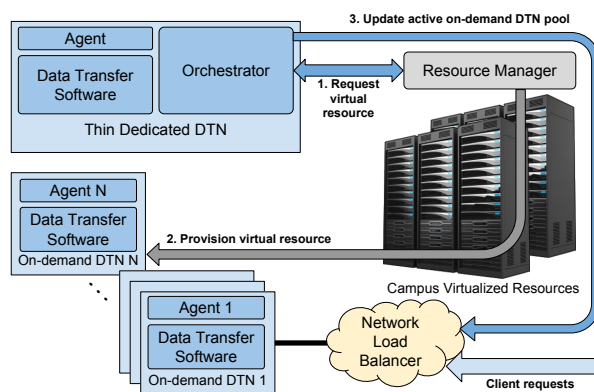 3. Update active on-demand DTN pool
Agent
Data Transfer
Software
Orchestrator
Thin Dedicated DTN
1. Request
virtual
resource
Resource Manager
Agent N
Data Transfer
Software
On-demand DTN N
2. Provision virtual resource
Campus Virtualized Resources
Agent 1
Data Transfer
Software
On-demand DTN 1
Network
Load
Balancer
Client requests